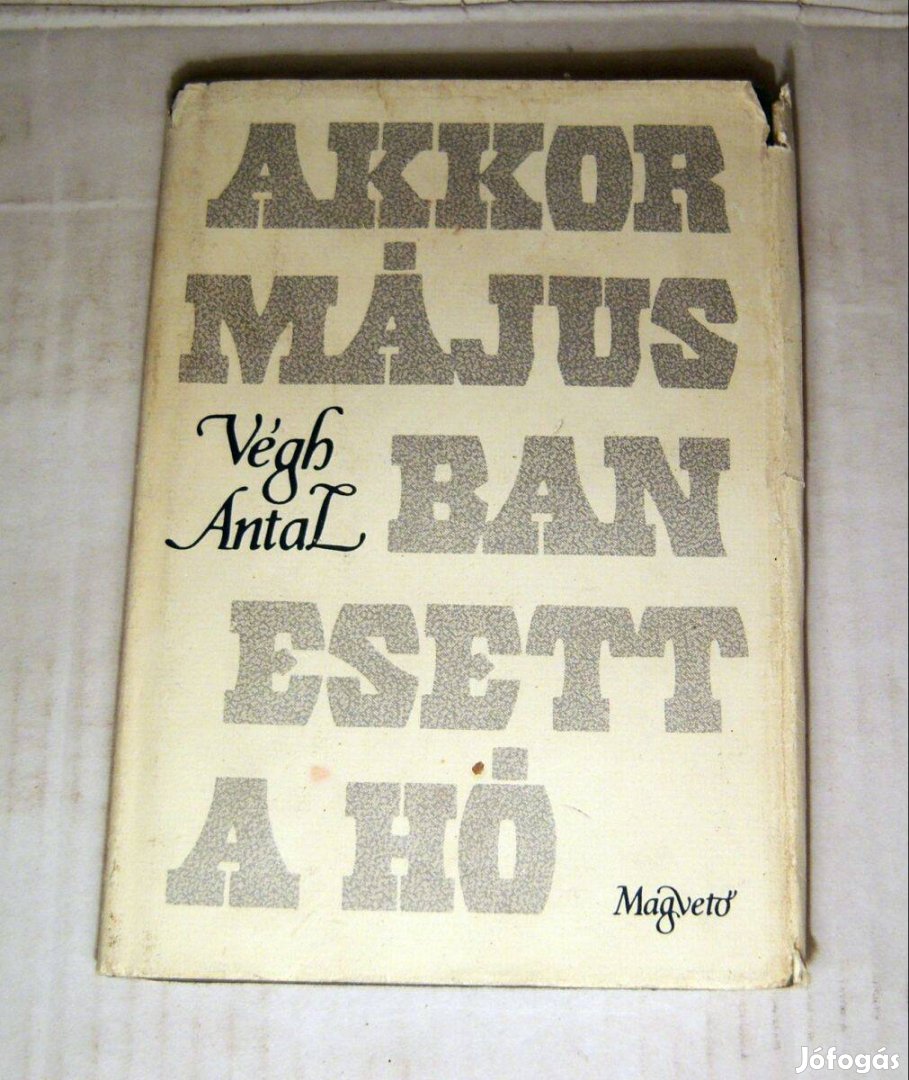 AKKOR
MÁJUS
Végh
Antal
BAN
ESETT
A HÓ
Magvető
Jófogás